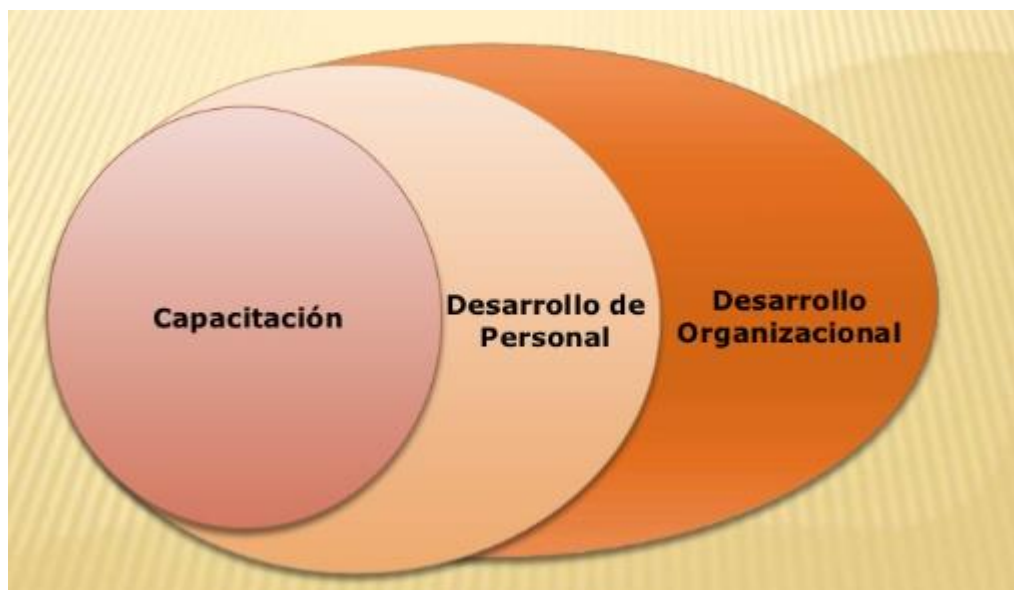 Capacitación
Desarrollo de
Personal
Desarrollo
Organizacional